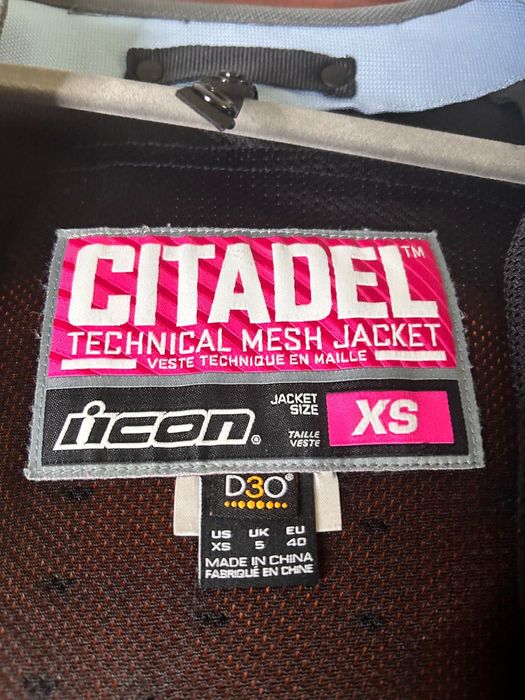 CITADEL™
TECHNICAL MESH JACKET
VESTE TECHNIQUE EN MAILLE
icon®
JACKET
SIZE
TAILLE
VESTE
XS
D3O
US UK EU
XS 5 40
MADE IN CHINA
FABRIQUÉ EN CHINE